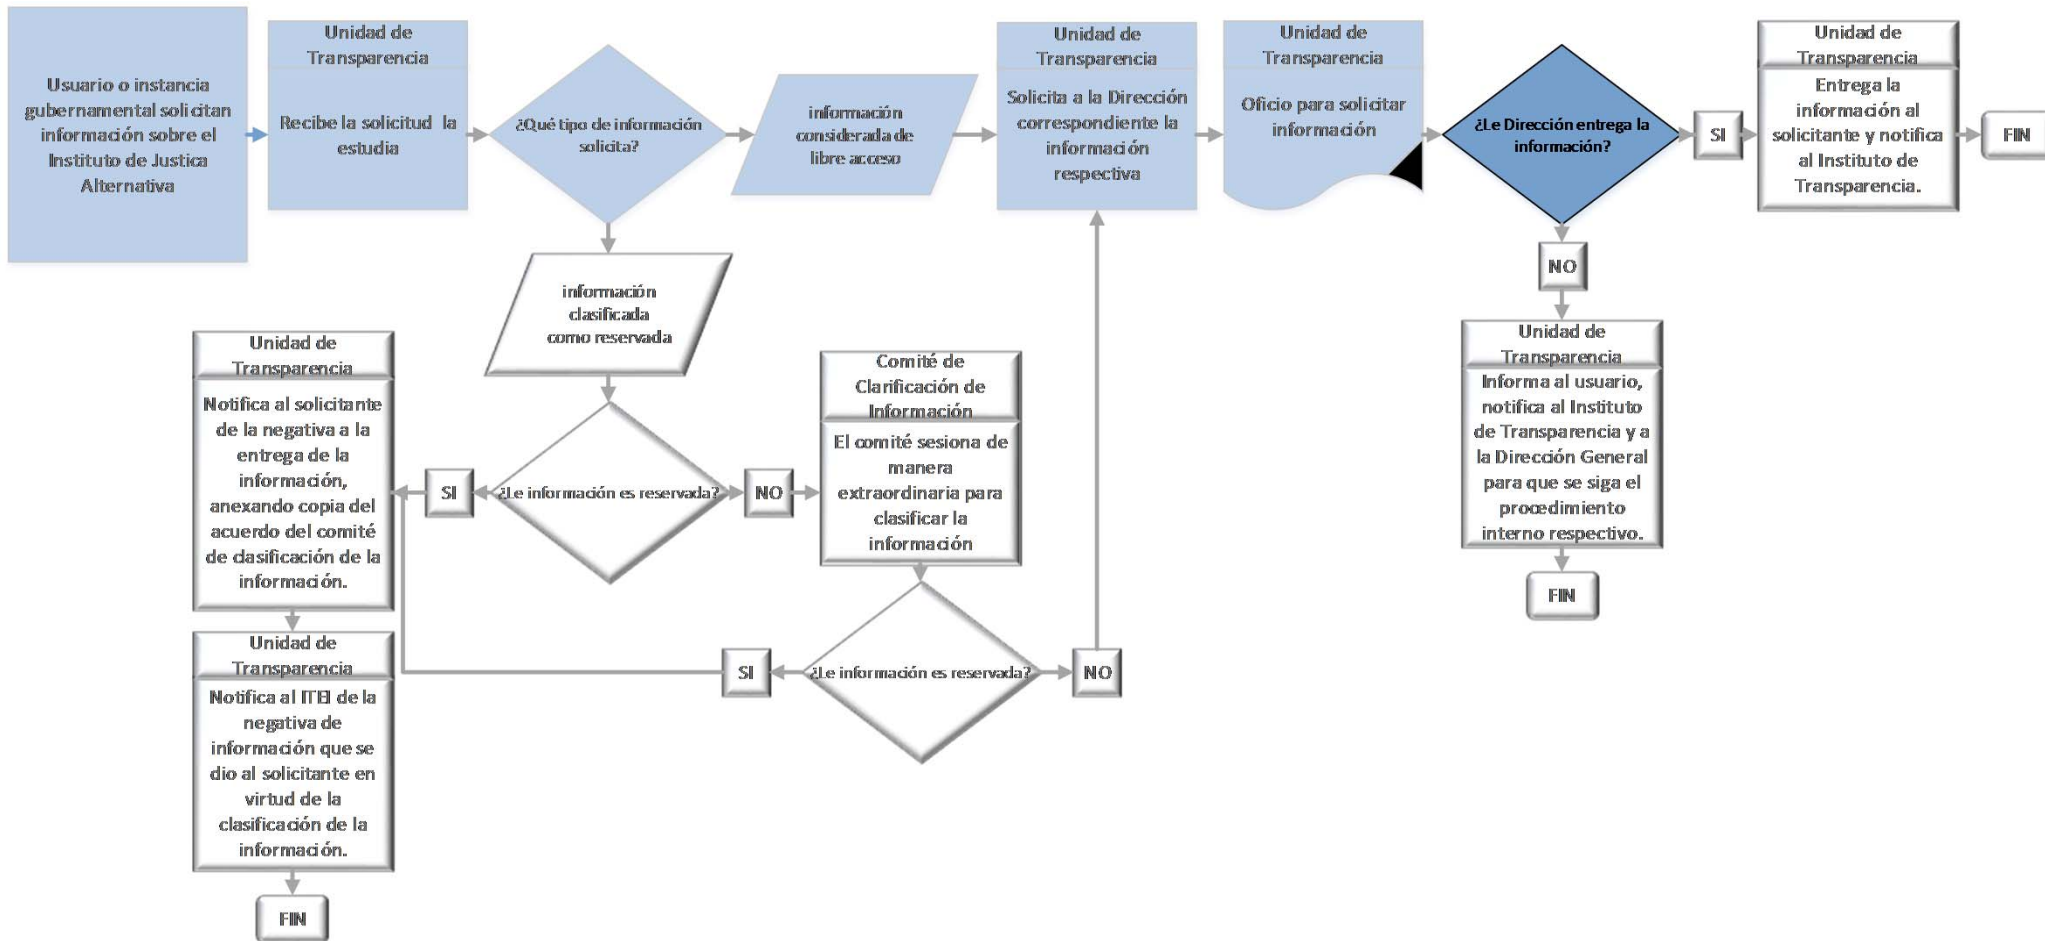 Usuario o instancia
gubernamental solicitan
información sobre el
Instituto de Justica
Alternativa
Unidad de
Transparencia
Recibe la solicitud la
estudia
¿Qué tipo de información
solicita?
información
considerada de
libre acceso
Unidad de
Transparencia
Solicita a la Dirección
correspondiente la
información
respectiva
Unidad de
Transparencia
Oficio para solicitar
información
¿Le Dirección entrega la
información?
SI
Unidad de
Transparencia
Entrega la
información al
solicitante y notifica
al Instituto de
Transparencia.
FIN
NO
Unidad de
Transparencia
Informa al usuario,
notifica al Instituto
de Transparencia y a
la Dirección General
para que se siga el
procedimiento
interno respectivo.
FIN
información
clasificada
como reservada
¿Le información es reservada?
SI
NO
Comité de
Clarificación de
Información
El comité sesiona de
manera
extraordinaria para
clasificar la
información
¿Le información es reservada?
SI
NO
Unidad de
Transparencia
Notifica al solicitante
de la negativa a la
entrega de la
información,
anexando copia del
acuerdo del comité
de clasificación de la
información.
Unidad de
Transparencia
Notifica al ITEI de la
negativa de
información que se
dio al solicitante en
virtud de la
clasificación de la
información.
FIN